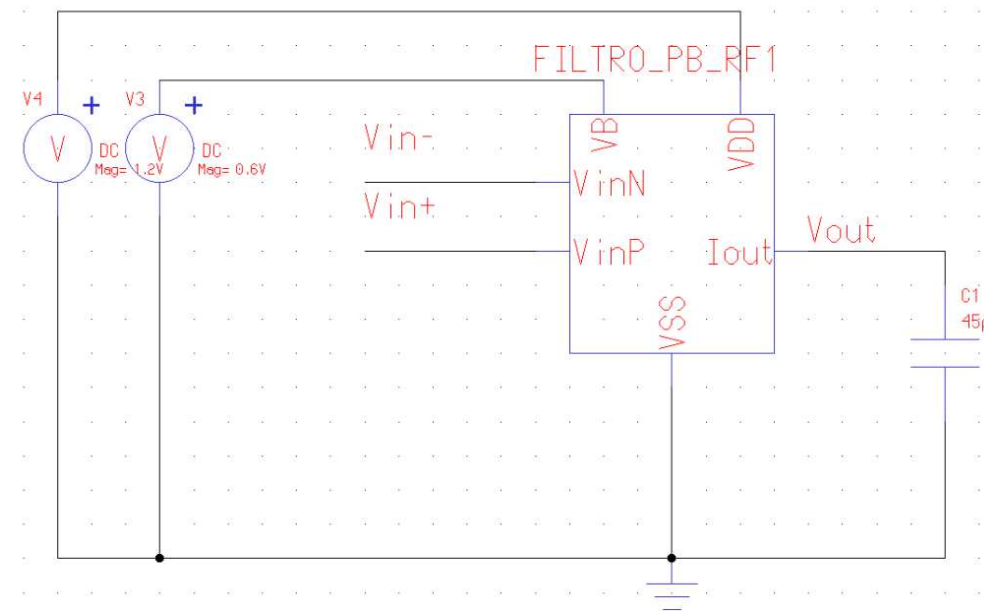 FILTRO_PB_RF1
V4
+
V3
+
V
DC
Mag= 1.2V
V
DC
Mag= 0.6V
Vin-
Vin+
VB
VDD
VinN
VinP
Iout
VSS
Vout
C1